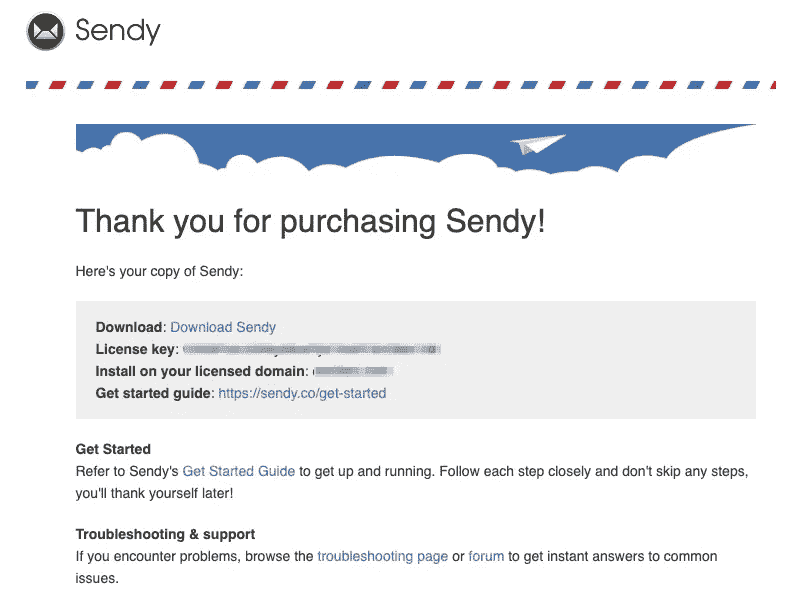 Sendy
Thank you for purchasing Sendy!
Here's your copy of Sendy:
Download: Download Sendy
License key:
Install on your licensed domain:
Get started guide: https://sendy.co/get-started
Get Started
Refer to Sendy's Get Started Guide to get up and running. Follow each step closely and don't skip any steps,
you'll thank yourself later!
Troubleshooting & support
If you encounter problems, browse the troubleshooting page or forum to get instant answers to common
issues.